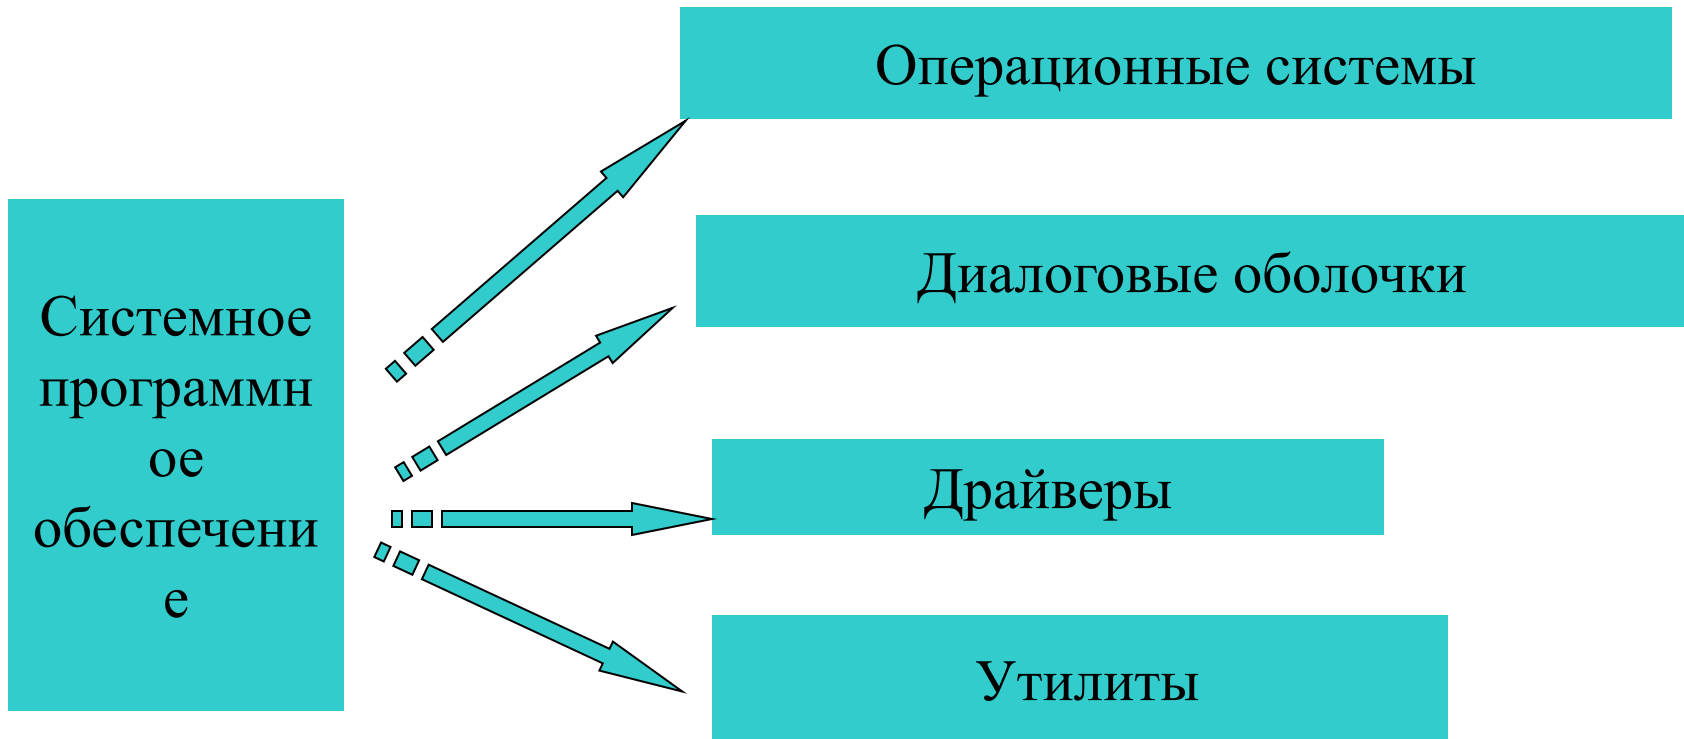 Операционные системы
Диалоговые оболочки
Системное
программн
ое
обеспечени
е
Драйверы
Утилиты